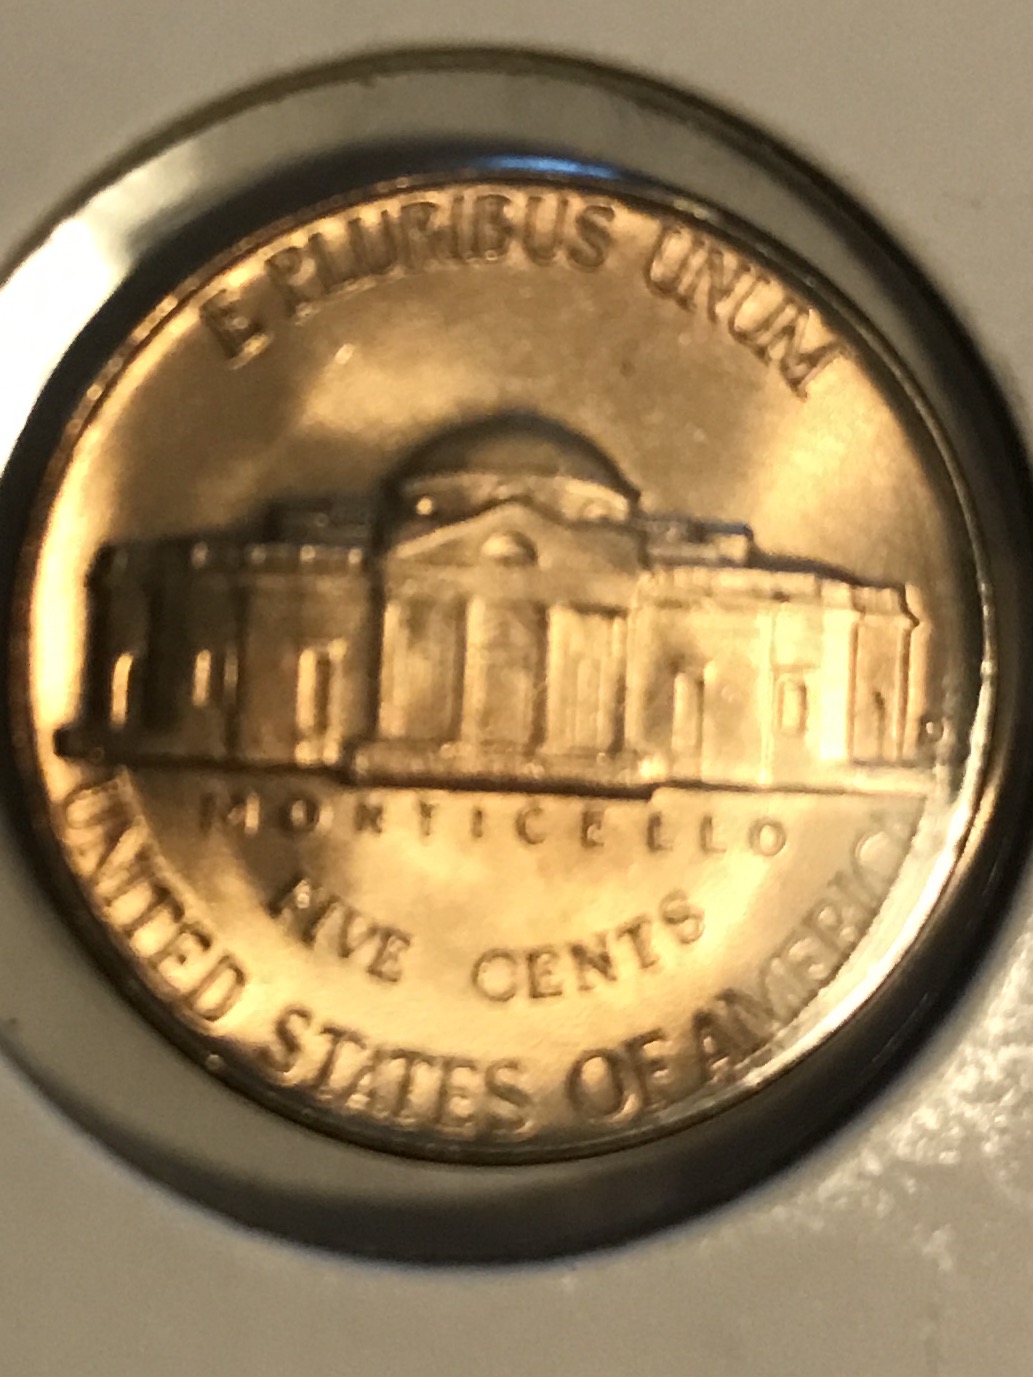 E PLURIBUS UNUM
MONTICELLO
FIVE CENTS
UNITED STATES OF AMERICA